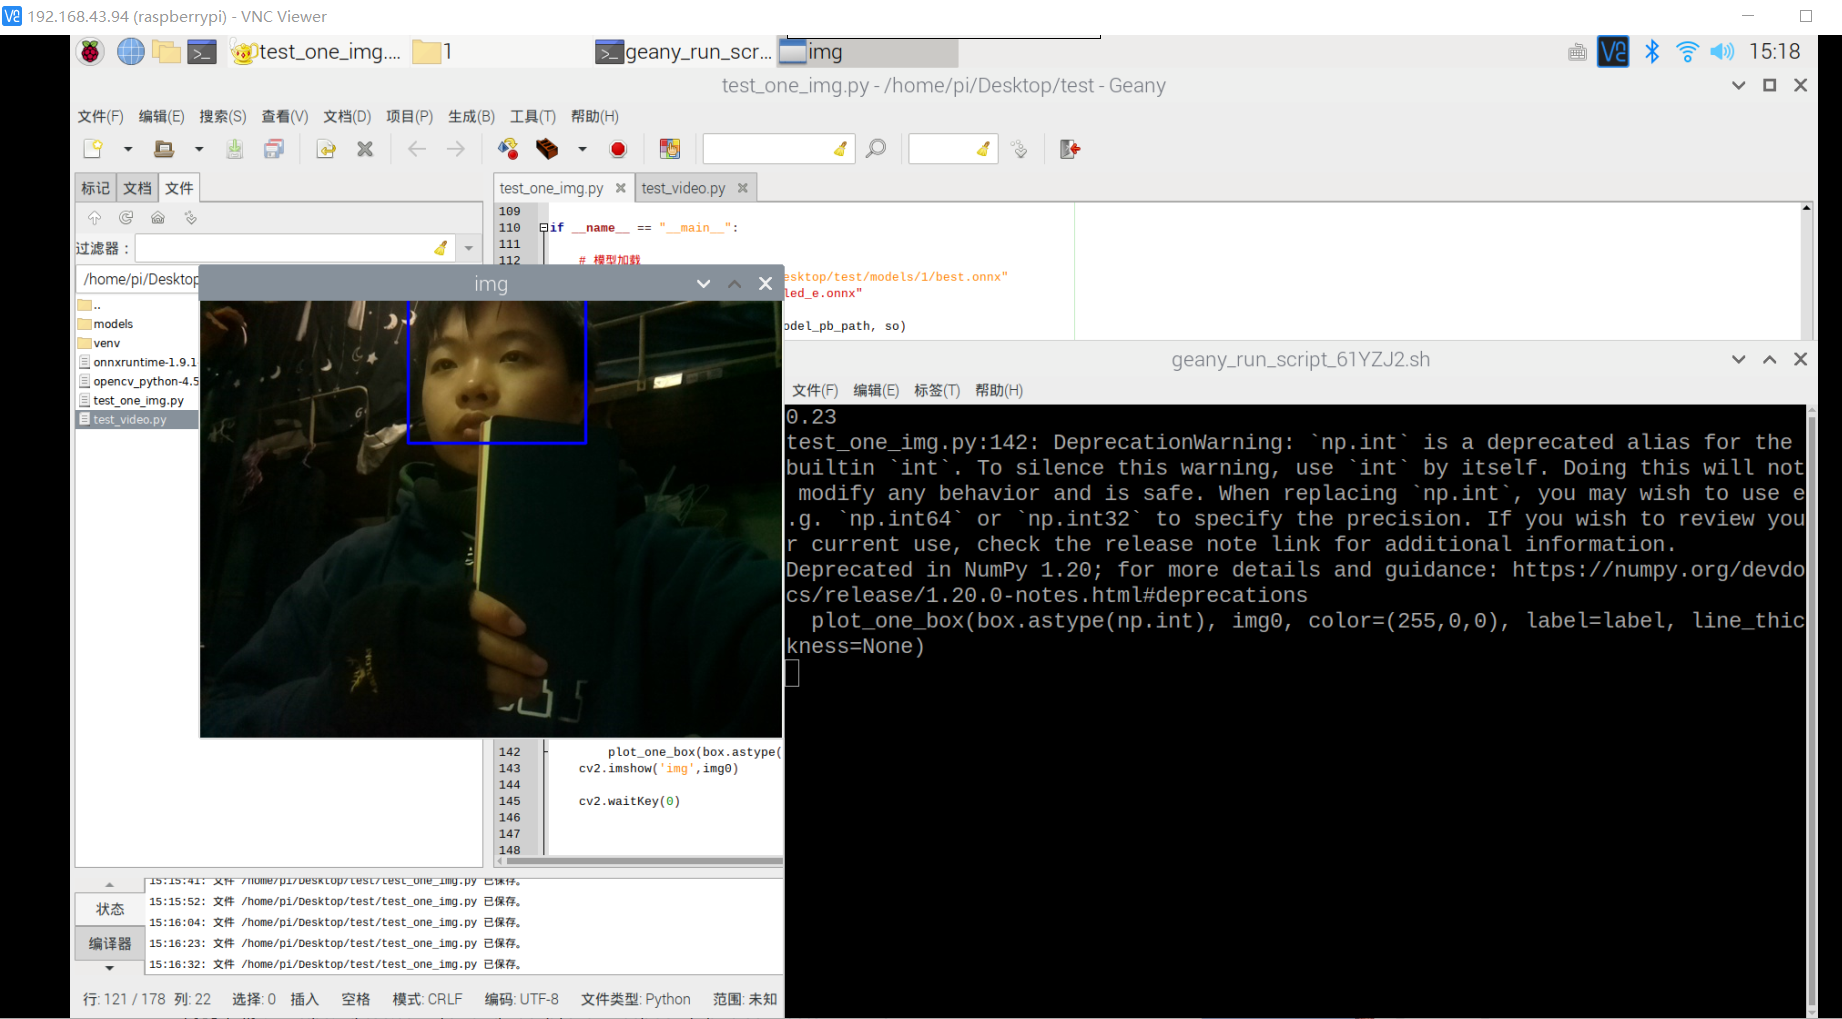 192.168.43.94 (raspberrypi) - VNC Viewer
test_one_img.... 1 geany_run_scr... img 15:18
test_one_img.py - /home/pi/Desktop/test - Geany
文件(F) 编辑(E) 搜索(S) 查看(V) 文档(D) 项目(P) 生成(B) 工具(T) 帮助(H)
标记 文档 文件
test_one_img.py test_video.py
过滤器：
/home/pi/Desktop
..
models
venv
onnxruntime-1.9.1
opencv_python-4.5
test_one_img.py
test_video.py
109
110 if __name__ == "__main__":
111
112 # 模型加载
esktop/test/models/1/best.onnx"
led_e.onnx"
odel_pb_path, so)
img
142 plot_one_box(box.astype(
143 cv2.imshow('img',img0)
144
145 cv2.waitKey(0)
146
147
148
geany_run_script_61YZJ2.sh
文件(F) 编辑(E) 标签(T) 帮助(H)
0.23
test_one_img.py:142: DeprecationWarning: `np.int` is a deprecated alias for the
builtin `int`. To silence this warning, use `int` by itself. Doing this will not
modify any behavior and is safe. When replacing `np.int`, you may wish to use e
.g. `np.int64` or `np.int32` to specify the precision. If you wish to review you
r current use, check the release note link for additional information.
Deprecated in NumPy 1.20; for more details and guidance: https://numpy.org/devdo
cs/release/1.20.0-notes.html#deprecations
plot_one_box(box.astype(np.int), img0, color=(255,0,0), label=label, line_thic
kness=None)
状态
编译器
15:15:41: 文件 /home/pi/Desktop/test/test_one_img.py 已保存。
15:15:52: 文件 /home/pi/Desktop/test/test_one_img.py 已保存。
15:16:04: 文件 /home/pi/Desktop/test/test_one_img.py 已保存。
15:16:23: 文件 /home/pi/Desktop/test/test_one_img.py 已保存。
15:16:32: 文件 /home/pi/Desktop/test/test_one_img.py 已保存。
行: 121 / 178 列: 22 选择: 0 插入 空格 模式: CRLF 编码: UTF-8 文件类型: Python 范围: 未知